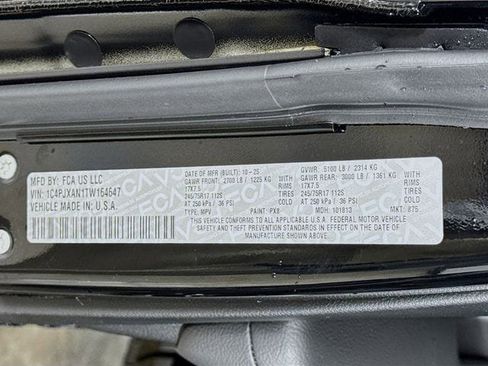 MFD BY: FCA US LLC
VIN: 1C4PJXAN1TW164647
VEHICLE MADE IN: U.S.A.
DATE OF MFR (BUILT): 10-25
GAWR FRONT: 2700 LB / 1225 KG
WITH
RIMS
TIRES
17X7.5
245/75R17 112S
AT 250 kPa / 36 PSI
TYPE: MPV
PAINT: PX8
GVWR: 5100 LB / 2314 KG
GAWR REAR: 3000 LB / 1361 KG
WITH
RIMS
TIRES
17X7.5
245/75R17 112S
AT 250 kPa / 36 PSI
MDH: 101813
MKT: 875
THIS VEHICLE CONFORMS TO ALL APPLICABLE U.S.A. FEDERAL MOTOR VEHICLE
SAFETY AND THEFT PREVENTION STANDARDS IN EFFECT ON THE DATE OF
MANUFACTURE SHOWN ABOVE.